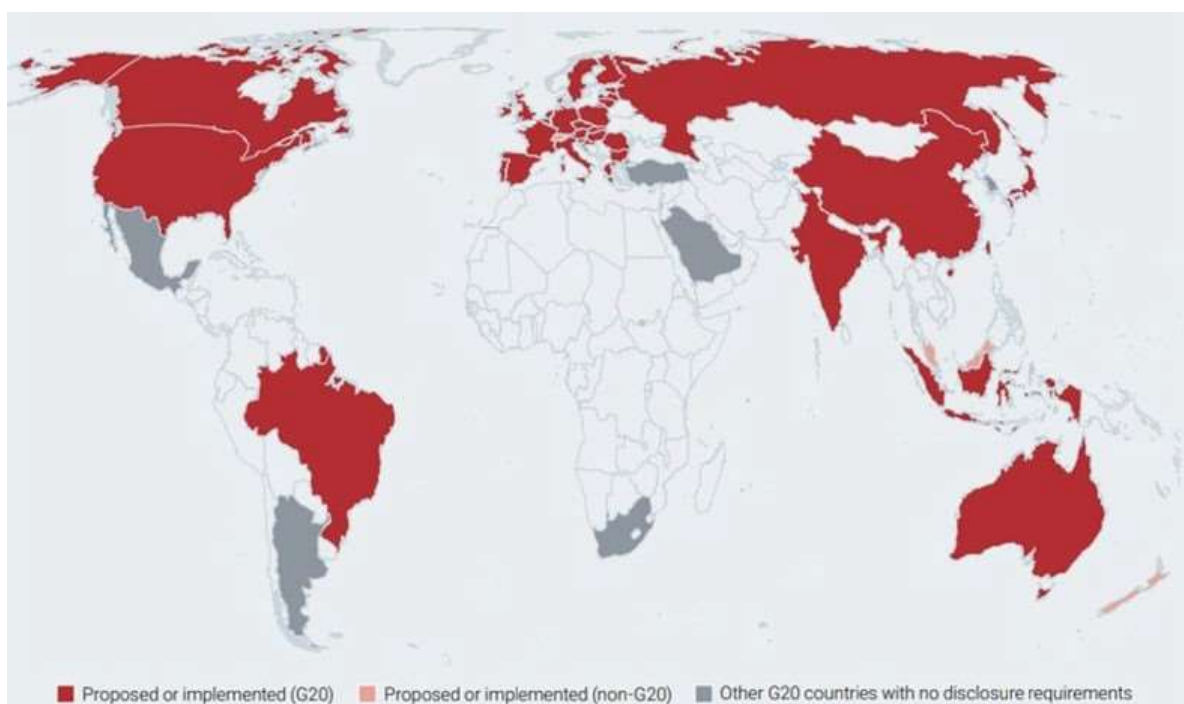 Proposed or implemented (G20) Proposed or implemented (non-G20) Other G20 countries with no disclosure requirements